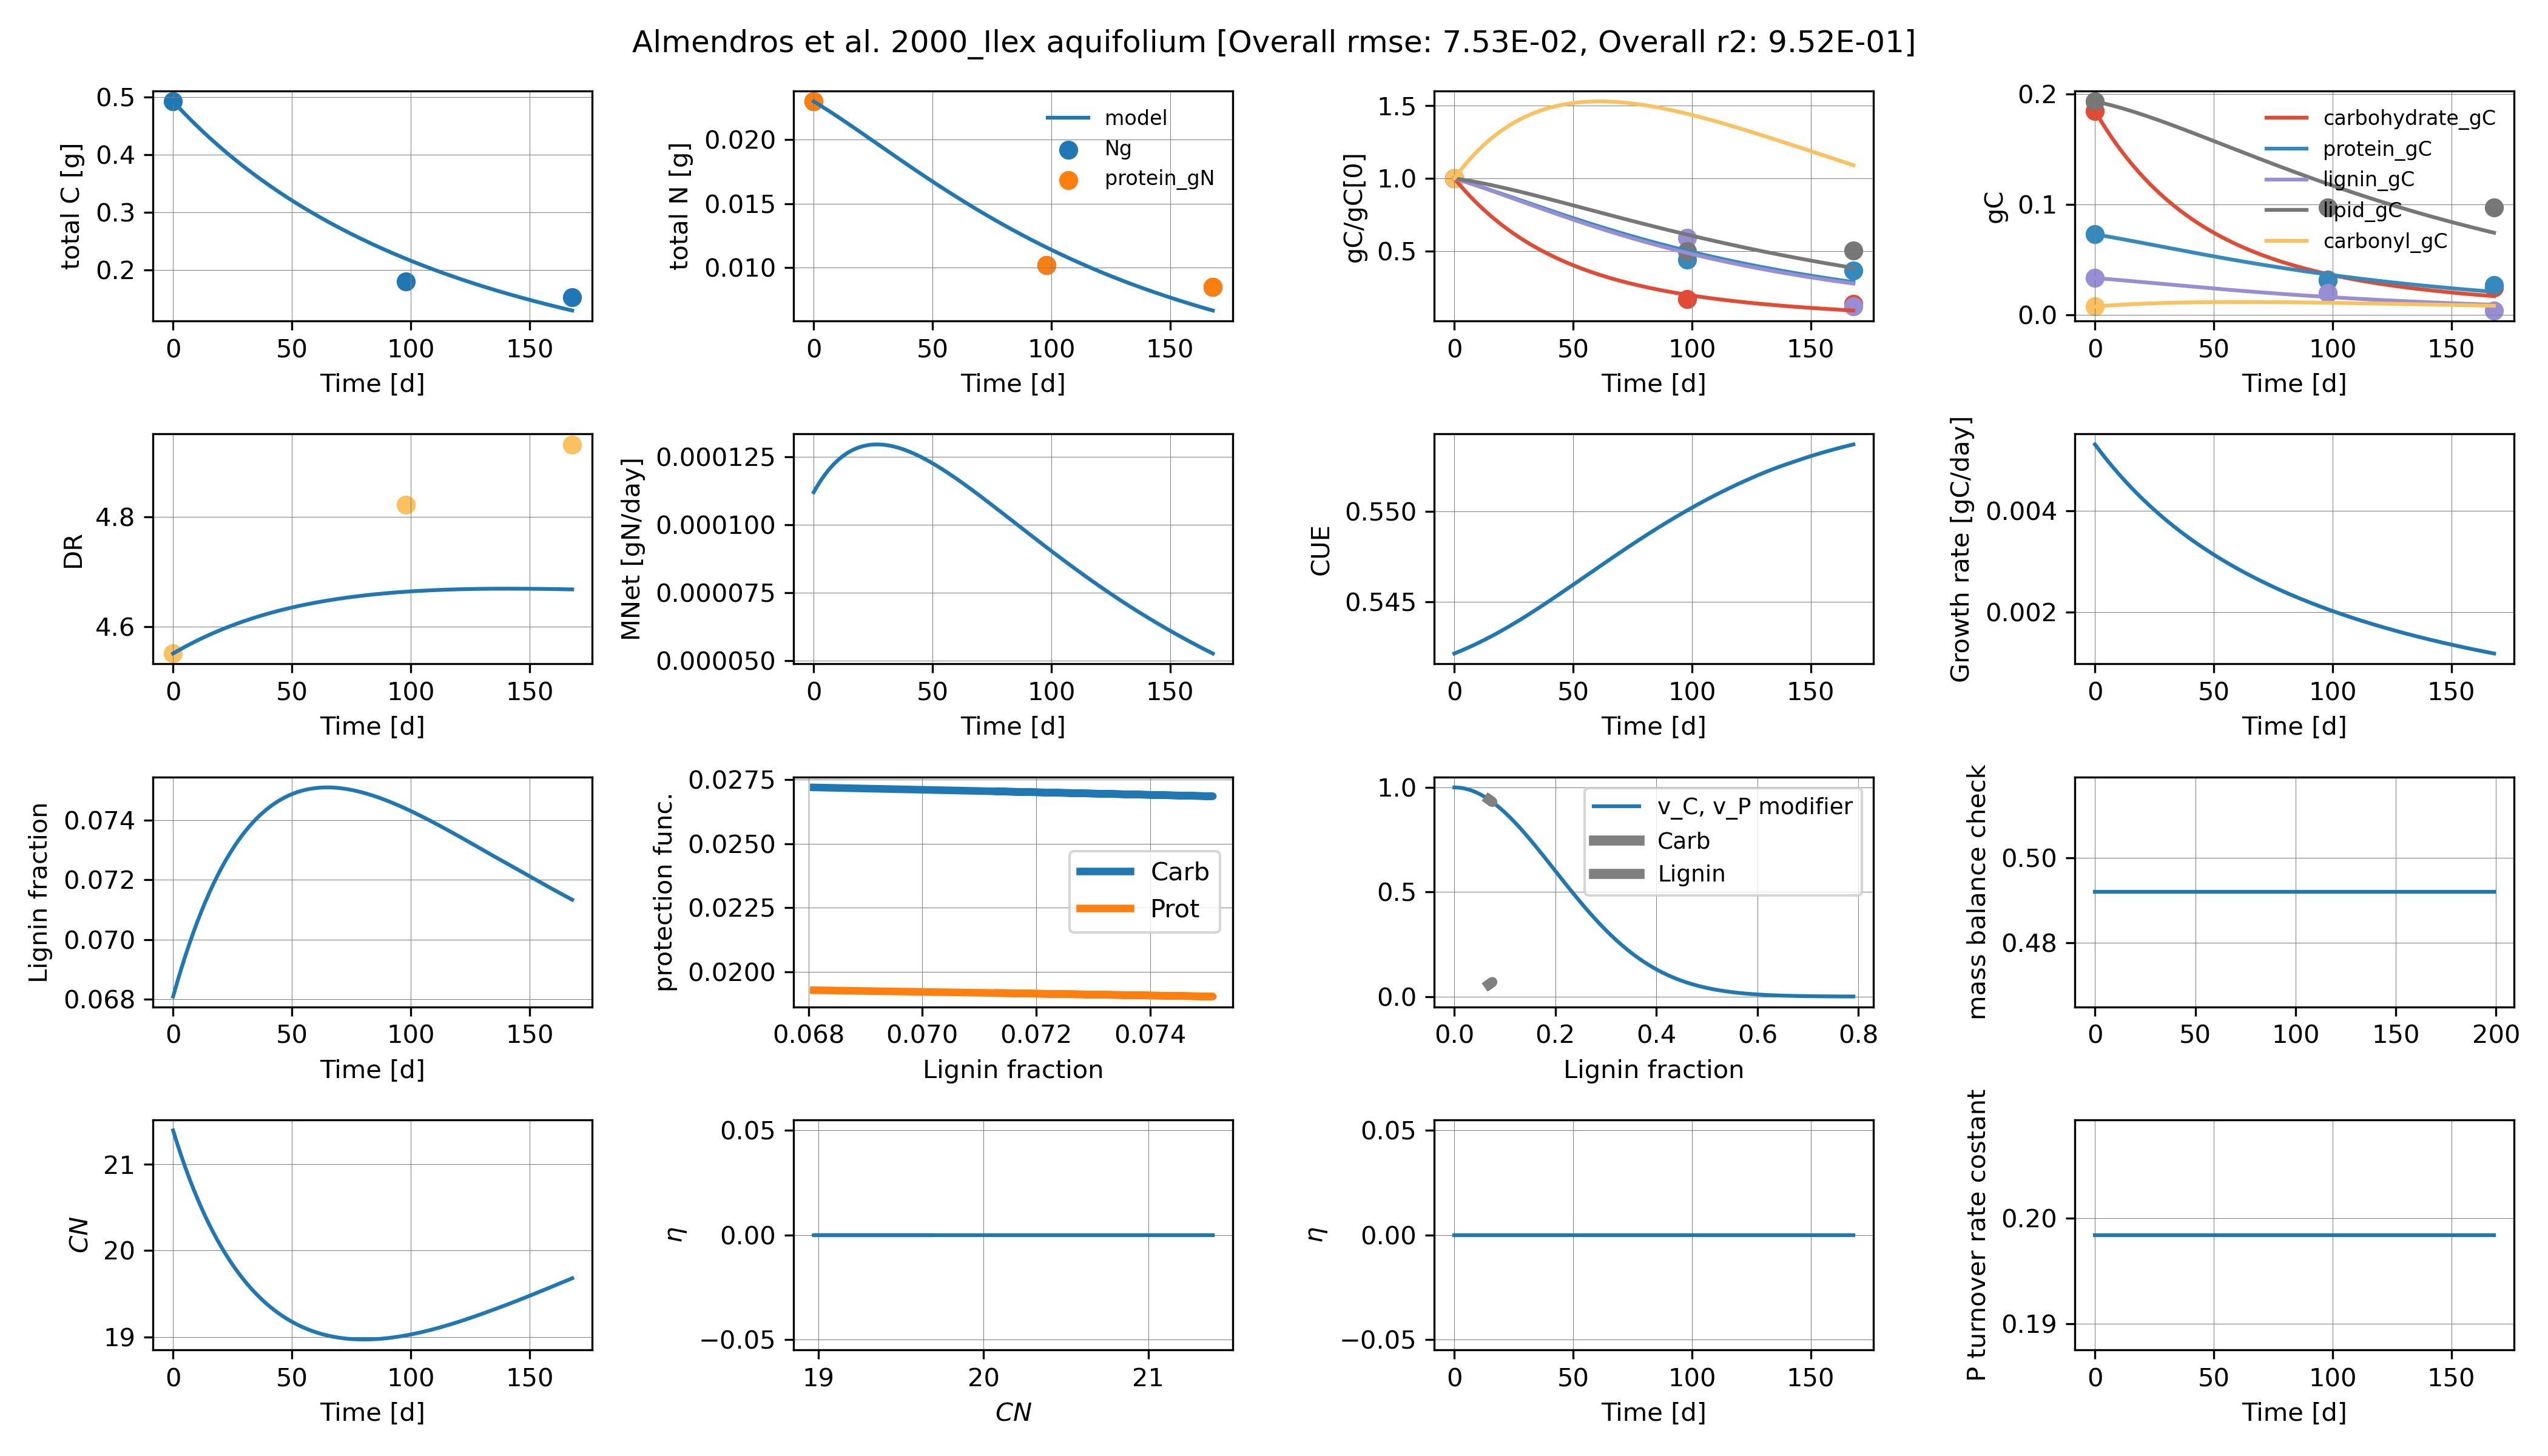 Almendros et al. 2000_Ilex aquifolium [Overall rmse: 7.53E-02, Overall r2: 9.52E-01]
total C [g]
0.5
0.4
0.3
0.2
0 50 100 150
Time [d]
total N [g]
0.020
0.015
0.010
model
Ng
protein_gN
0 50 100 150
Time [d]
gC/gC[0]
1.5
1.0
0.5
0 50 100 150
Time [d]
gC
0.2
0.1
0.0
carbohydrate_gC
protein_gC
lignin_gC
lipid_gC
carbonyl_gC
0 50 100 150
Time [d]
DR
4.8
4.6
0 50 100 150
Time [d]
MNet [gN/day]
0.000125
0.000100
0.000075
0.000050
0 50 100 150
Time [d]
CUE
0.550
0.545
0 50 100 150
Time [d]
Growth rate [gC/day]
0.004
0.002
0 50 100 150
Time [d]
Lignin fraction
0.074
0.072
0.070
0.068
0 50 100 150
Time [d]
protection func.
0.0275
0.0250
0.0225
0.0200
Carb
Prot
0.068 0.070 0.072 0.074
Lignin fraction
1.0
0.5
0.0
v_C, v_P modifier
Carb
Lignin
0.0 0.2 0.4 0.6 0.8
Lignin fraction
mass balance check
0.50
0.48
0 50 100 150 200
CN
21
20
19
0 50 100 150
Time [d]
η
0.05
0.00
−0.05
19 20 21
CN
η
0.05
0.00
−0.05
0 50 100 150
Time [d]
P turnover rate costant
0.20
0.19
0 50 100 150
Time [d]